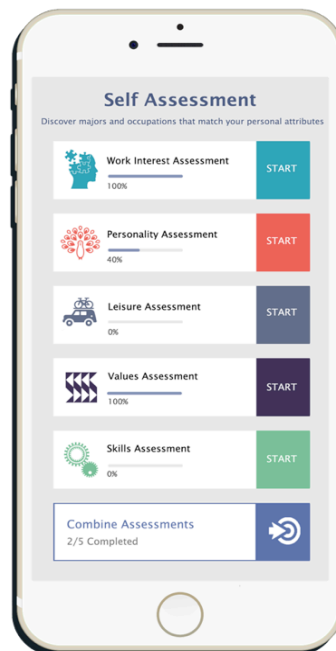 Self Assessment
Discover majors and occupations that match your personal attributes
Work Interest Assessment
START
100%
Personality Assessment
START
40%
Leisure Assessment
START
0%
Values Assessment
START
100%
Skills Assessment
START
0%
Combine Assessments
2/5 Completed